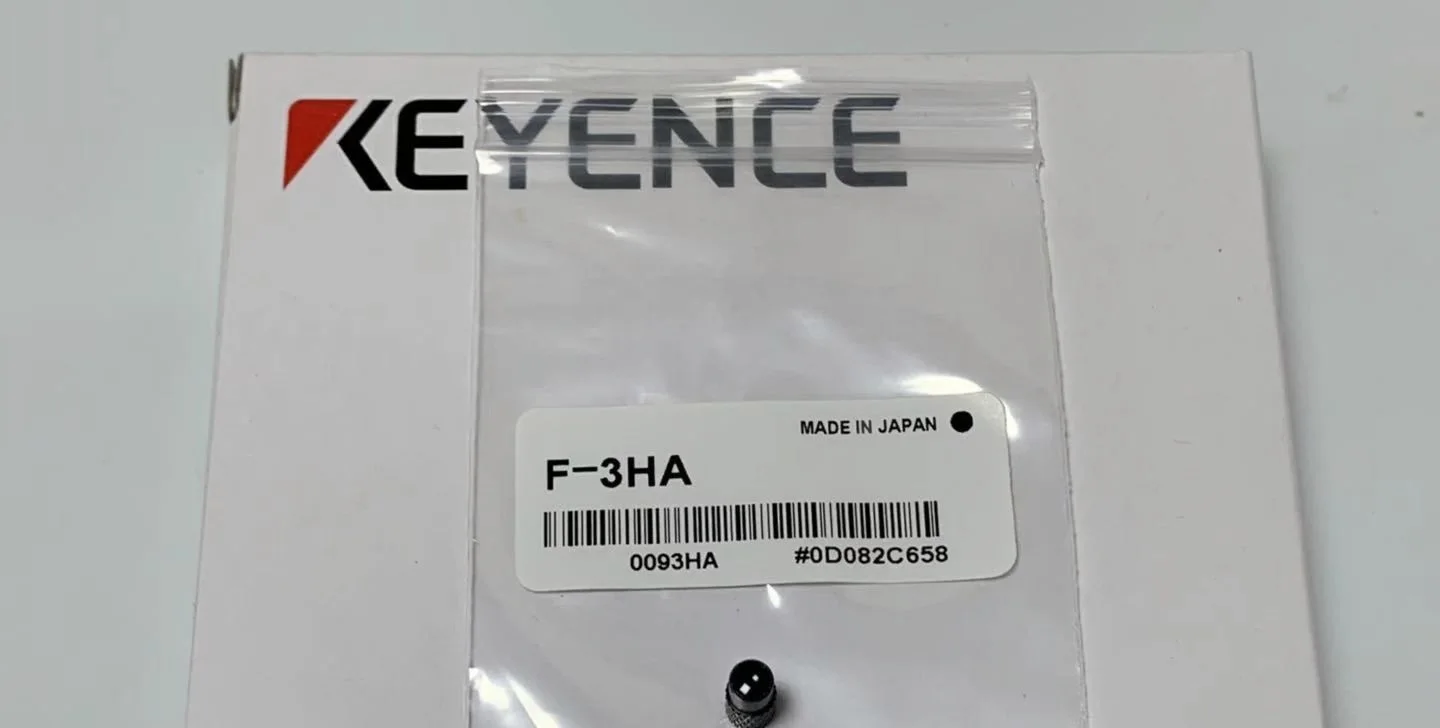 KEYENCE
MADE IN JAPAN
F-3HA
0093HA #0D082C658